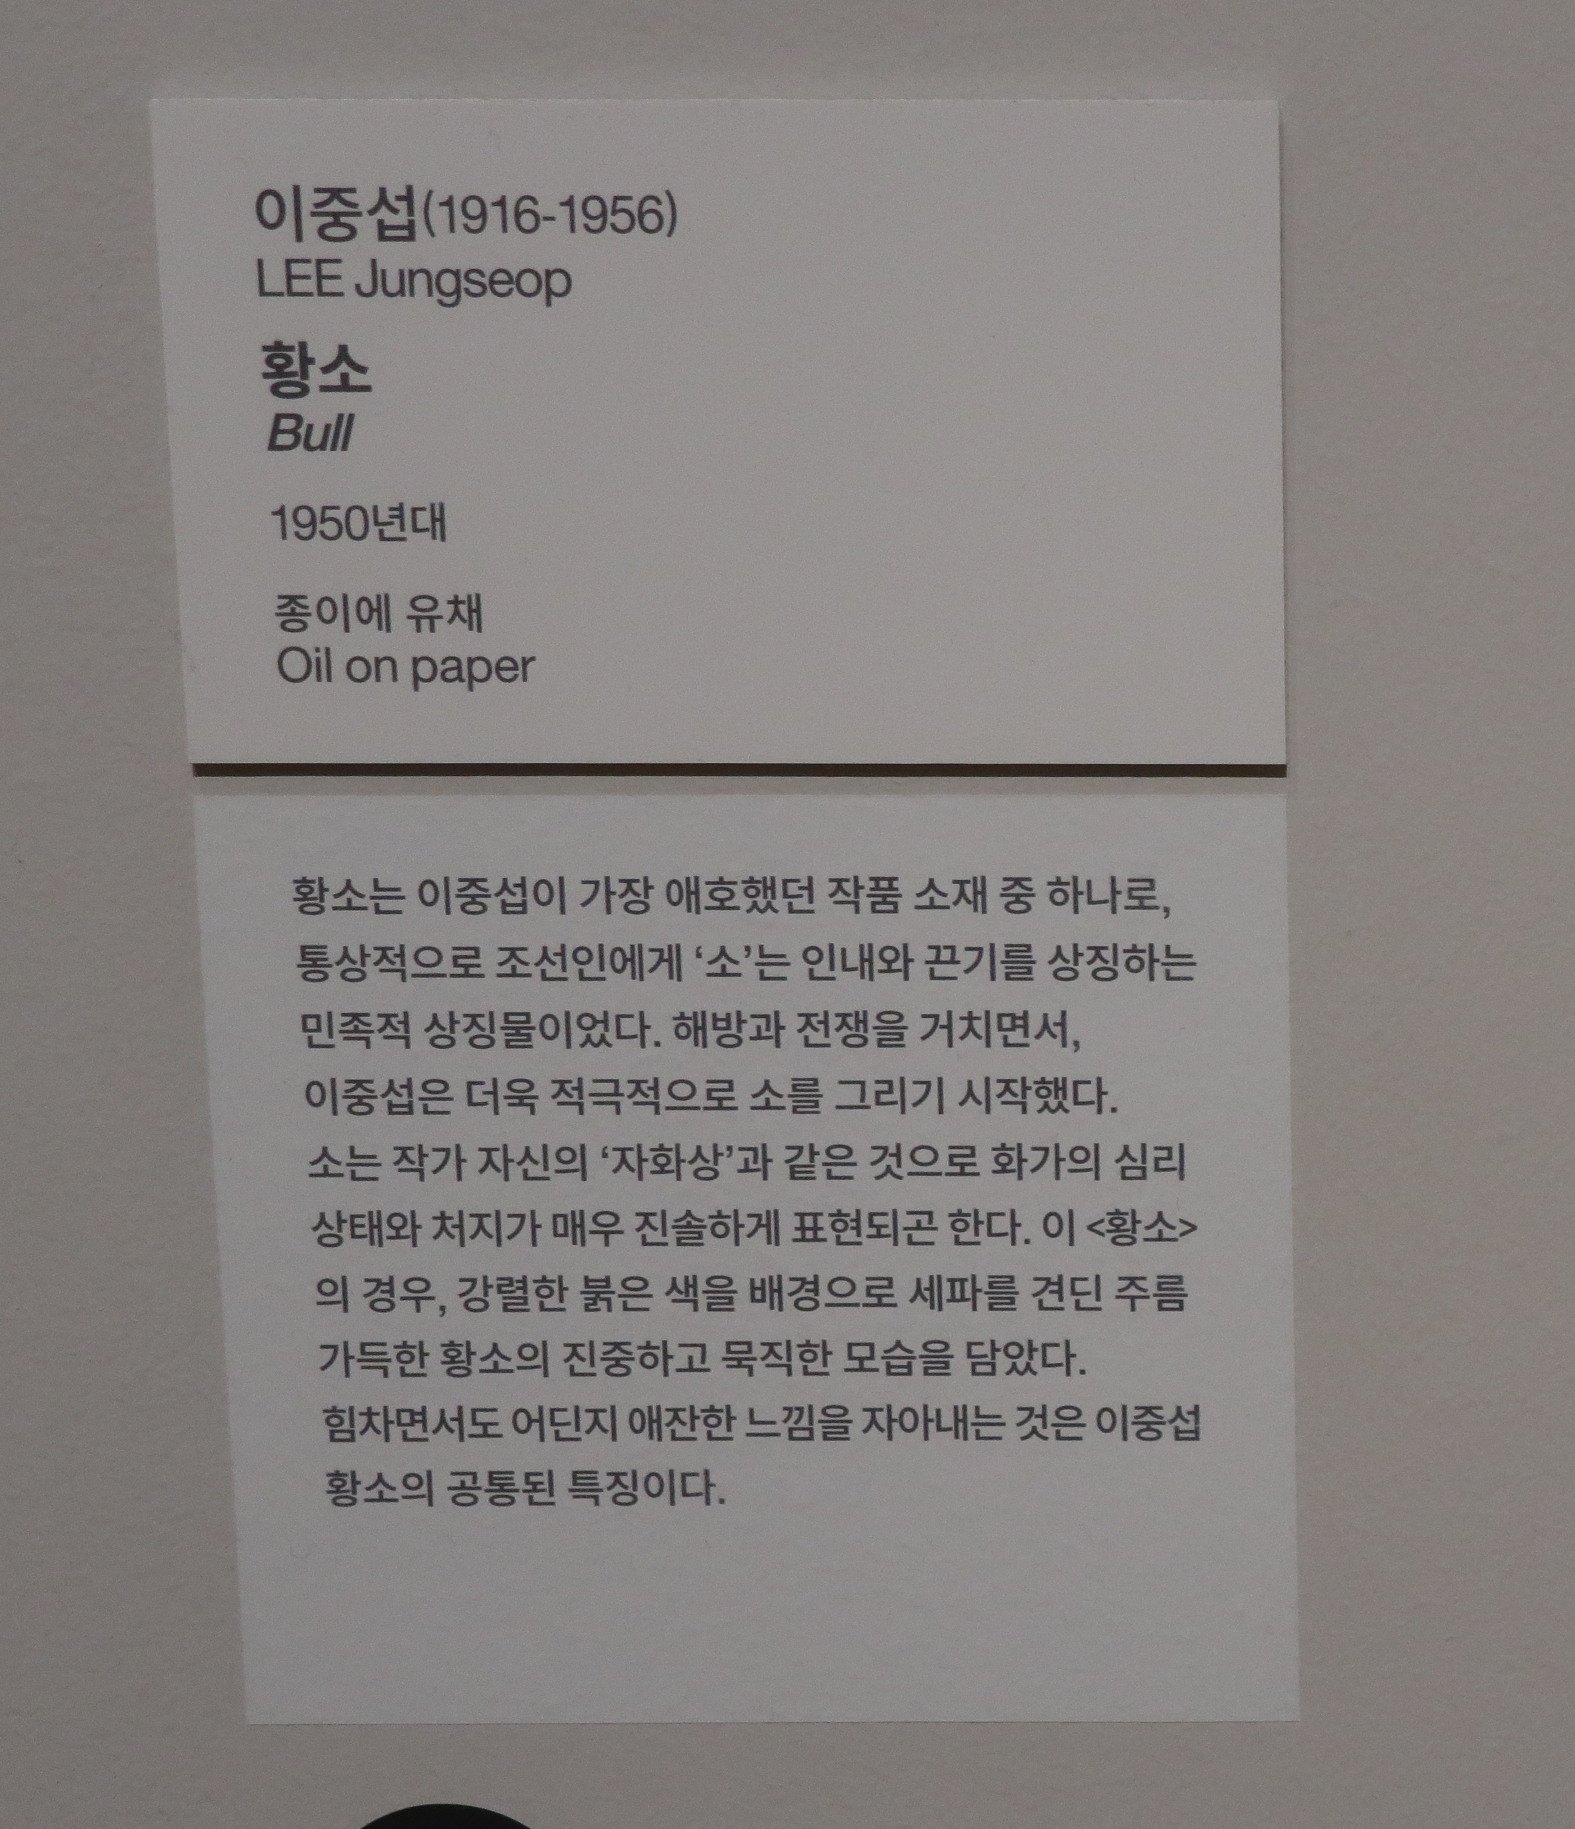 이중섭(1916-1956)
LEE Jungseop
황소
Bull
1950년대
종이에 유채
Oil on paper
황소는 이중섭이 가장 애호했던 작품 소재 중 하나로,
통상적으로 조선인에게 ‘소’는 인내와 끈기를 상징하는
민족적 상징물이었다. 해방과 전쟁을 거치면서,
이중섭은 더욱 적극적으로 소를 그리기 시작했다.
소는 작가 자신의 ‘자화상’과 같은 것으로 화가의 심리
상태와 처지가 매우 진솔하게 표현되곤 한다. 이 <황소>
의 경우, 강렬한 붉은 색을 배경으로 세파를 견딘 주름
가득한 황소의 진중하고 묵직한 모습을 담았다.
힘차면서도 어딘지 애잔한 느낌을 자아내는 것은 이중섭
황소의 공통된 특징이다.